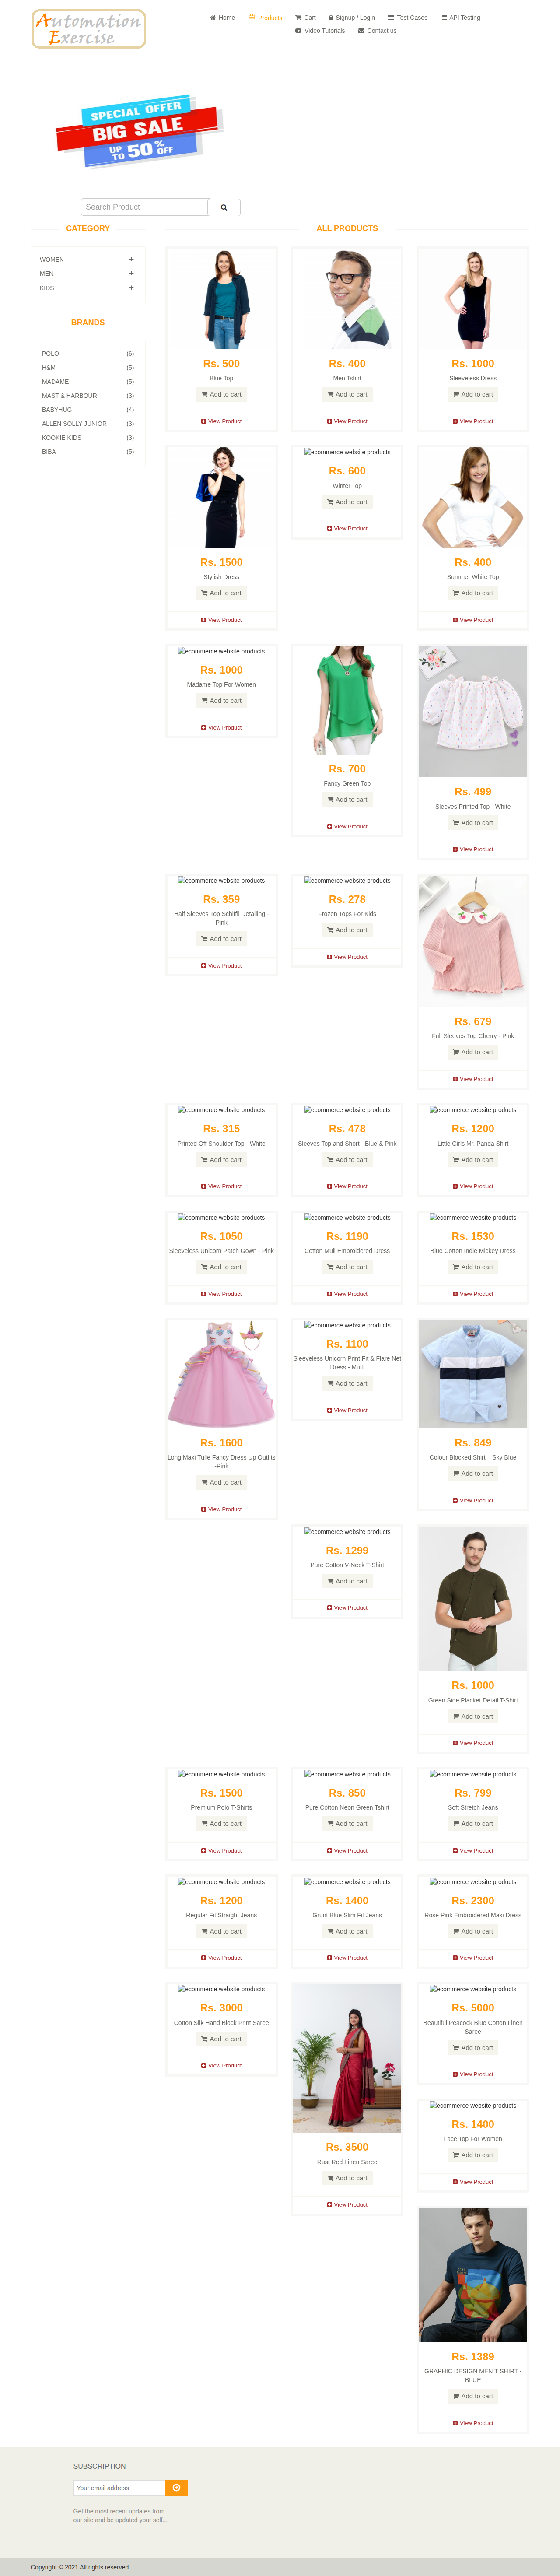 Automation
Exercise
Home
Products
Cart
Signup / Login
Test Cases
API Testing
Video Tutorials
Contact us
SPECIAL OFFER
BIG SALE
UP TO 50% OFF
Search Product
CATEGORY
WOMEN
MEN
KIDS
BRANDS
POLO (6)
H&M (5)
MADAME (5)
MAST & HARBOUR (3)
BABYHUG (4)
ALLEN SOLLY JUNIOR (3)
KOOKIE KIDS (3)
BIBA (5)
ALL PRODUCTS
Rs. 500
Blue Top
Add to cart
View Product
Rs. 400
Men Tshirt
Add to cart
View Product
Rs. 1000
Sleeveless Dress
Add to cart
View Product
Rs. 1500
Stylish Dress
Add to cart
View Product
ecommerce website products
Rs. 600
Winter Top
Add to cart
View Product
Rs. 400
Summer White Top
Add to cart
View Product
ecommerce website products
Rs. 1000
Madame Top For Women
Add to cart
View Product
Rs. 700
Fancy Green Top
Add to cart
View Product
Rs. 499
Sleeves Printed Top - White
Add to cart
View Product
ecommerce website products
Rs. 359
Half Sleeves Top Schiffli Detailing -
Pink
Add to cart
View Product
ecommerce website products
Rs. 278
Frozen Tops For Kids
Add to cart
View Product
Rs. 679
Full Sleeves Top Cherry - Pink
Add to cart
View Product
ecommerce website products
Rs. 315
Printed Off Shoulder Top - White
Add to cart
View Product
ecommerce website products
Rs. 478
Sleeves Top and Short - Blue & Pink
Add to cart
View Product
ecommerce website products
Rs. 1200
Little Girls Mr. Panda Shirt
Add to cart
View Product
ecommerce website products
Rs. 1050
Sleeveless Unicorn Patch Gown - Pink
Add to cart
View Product
ecommerce website products
Rs. 1190
Cotton Mull Embroidered Dress
Add to cart
View Product
ecommerce website products
Rs. 1530
Blue Cotton Indie Mickey Dress
Add to cart
View Product
Rs. 1600
Long Maxi Tulle Fancy Dress Up Outfits
-Pink
Add to cart
View Product
ecommerce website products
Rs. 1100
Sleeveless Unicorn Print Fit & Flare Net
Dress - Multi
Add to cart
View Product
Rs. 849
Colour Blocked Shirt – Sky Blue
Add to cart
View Product
ecommerce website products
Rs. 1299
Pure Cotton V-Neck T-Shirt
Add to cart
View Product
Rs. 1000
Green Side Placket Detail T-Shirt
Add to cart
View Product
ecommerce website products
Rs. 1500
Premium Polo T-Shirts
Add to cart
View Product
ecommerce website products
Rs. 850
Pure Cotton Neon Green Tshirt
Add to cart
View Product
ecommerce website products
Rs. 799
Soft Stretch Jeans
Add to cart
View Product
ecommerce website products
Rs. 1200
Regular Fit Straight Jeans
Add to cart
View Product
ecommerce website products
Rs. 1400
Grunt Blue Slim Fit Jeans
Add to cart
View Product
ecommerce website products
Rs. 2300
Rose Pink Embroidered Maxi Dress
Add to cart
View Product
ecommerce website products
Rs. 3000
Cotton Silk Hand Block Print Saree
Add to cart
View Product
Rs. 3500
Rust Red Linen Saree
Add to cart
View Product
ecommerce website products
Rs. 5000
Beautiful Peacock Blue Cotton Linen
Saree
Add to cart
View Product
ecommerce website products
Rs. 1400
Lace Top For Women
Add to cart
View Product
Rs. 1389
GRAPHIC DESIGN MEN T SHIRT -
BLUE
Add to cart
View Product
SUBSCRIPTION
Your email address
Get the most recent updates from
our site and be updated your self...
Copyright © 2021 All rights reserved